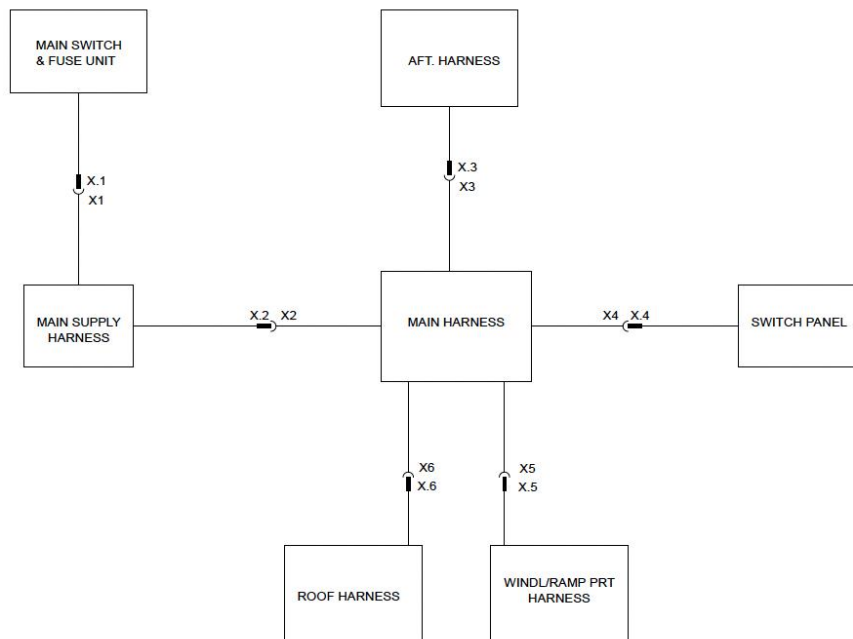 MAIN SWITCH
& FUSE UNIT
AFT. HARNESS
X.1
X1
X.3
X3
MAIN SUPPLY
HARNESS
X.2 X2
MAIN HARNESS
X4 X.4
SWITCH PANEL
X6
X.6
X5
X.5
ROOF HARNESS
WINDL/RAMP PRT
HARNESS